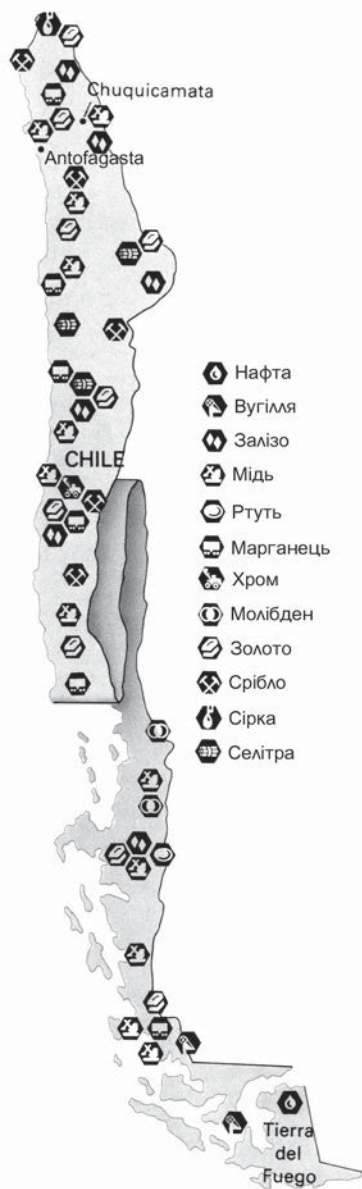 Chuquicamata
Antofagasta
CHILE
Нафта
Вугілля
Залізо
Мідь
Ртуть
Марганець
Хром
Молібден
Золото
Срібло
Сірка
Селітра
Tierra
del
Fuego